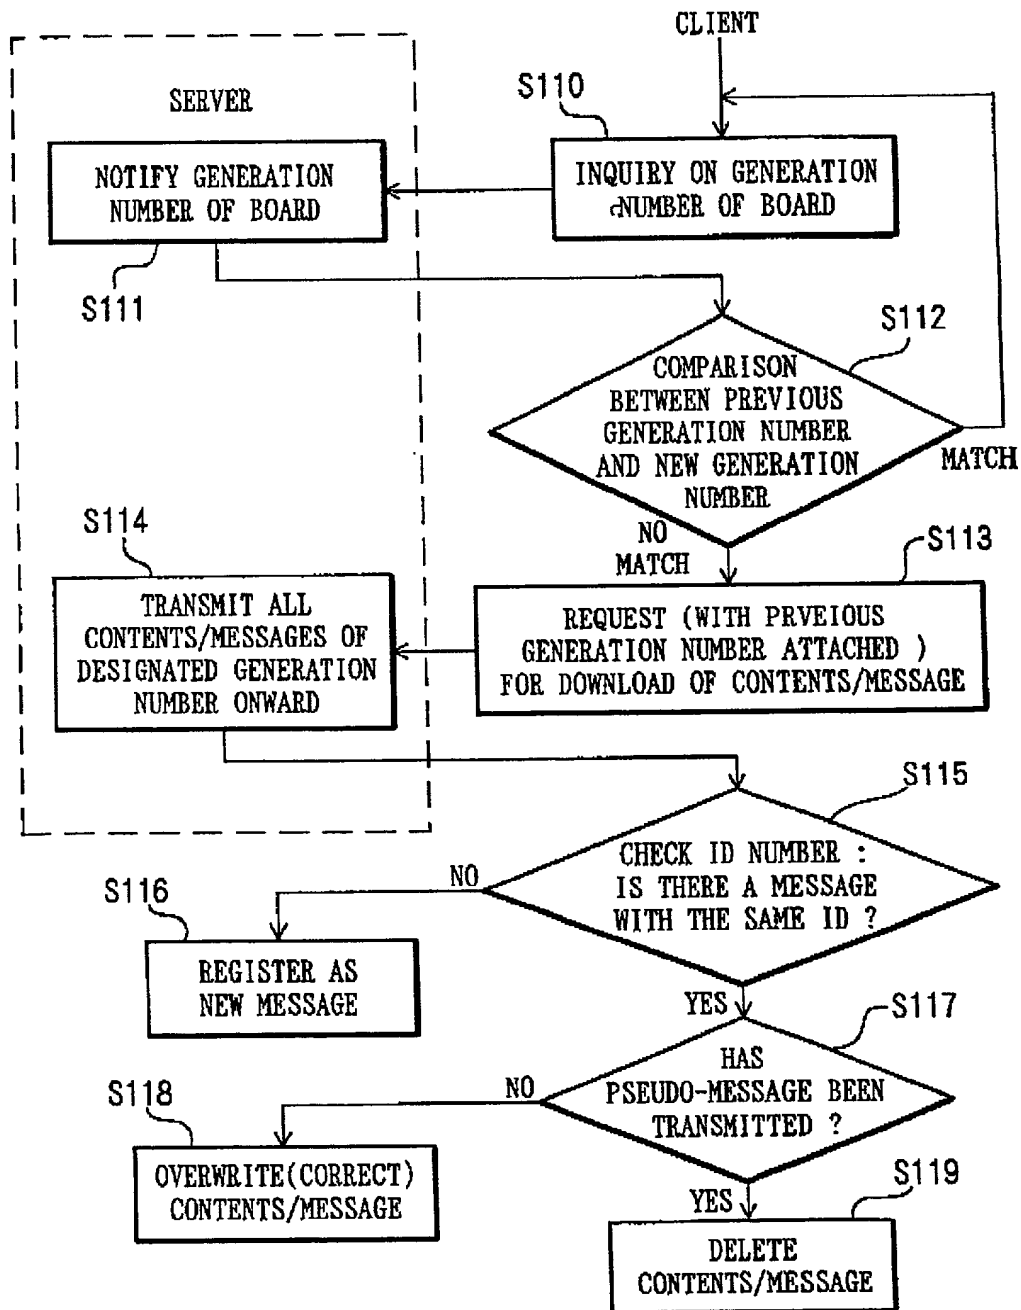 CLIENT
SERVER
S110
NOTIFY GENERATION
NUMBER OF BOARD
INQUIRY ON GENERATION
NUMBER OF BOARD
S111
S112
COMPARISON
BETWEEN PREVIOUS
GENERATION NUMBER
AND NEW GENERATION
NUMBER
MATCH
S114
NO
MATCH
S113
TRANSMIT ALL
CONTENTS/MESSAGES OF
DESIGNATED GENERATION
NUMBER ONWARD
REQUEST (WITH PRVEIOUS
GENERATION NUMBER ATTACHED )
FOR DOWNLOAD OF CONTENTS/MESSAGE
S115
CHECK ID NUMBER :
IS THERE A MESSAGE
WITH THE SAME ID ?
NO
S116
REGISTER AS
NEW MESSAGE
YES
S117
HAS
PSEUDO-MESSAGE BEEN
TRANSMITTED ?
NO
S118
OVERWRITE(CORRECT)
CONTENTS/MESSAGE
YES
S119
DELETE
CONTENTS/MESSAGE